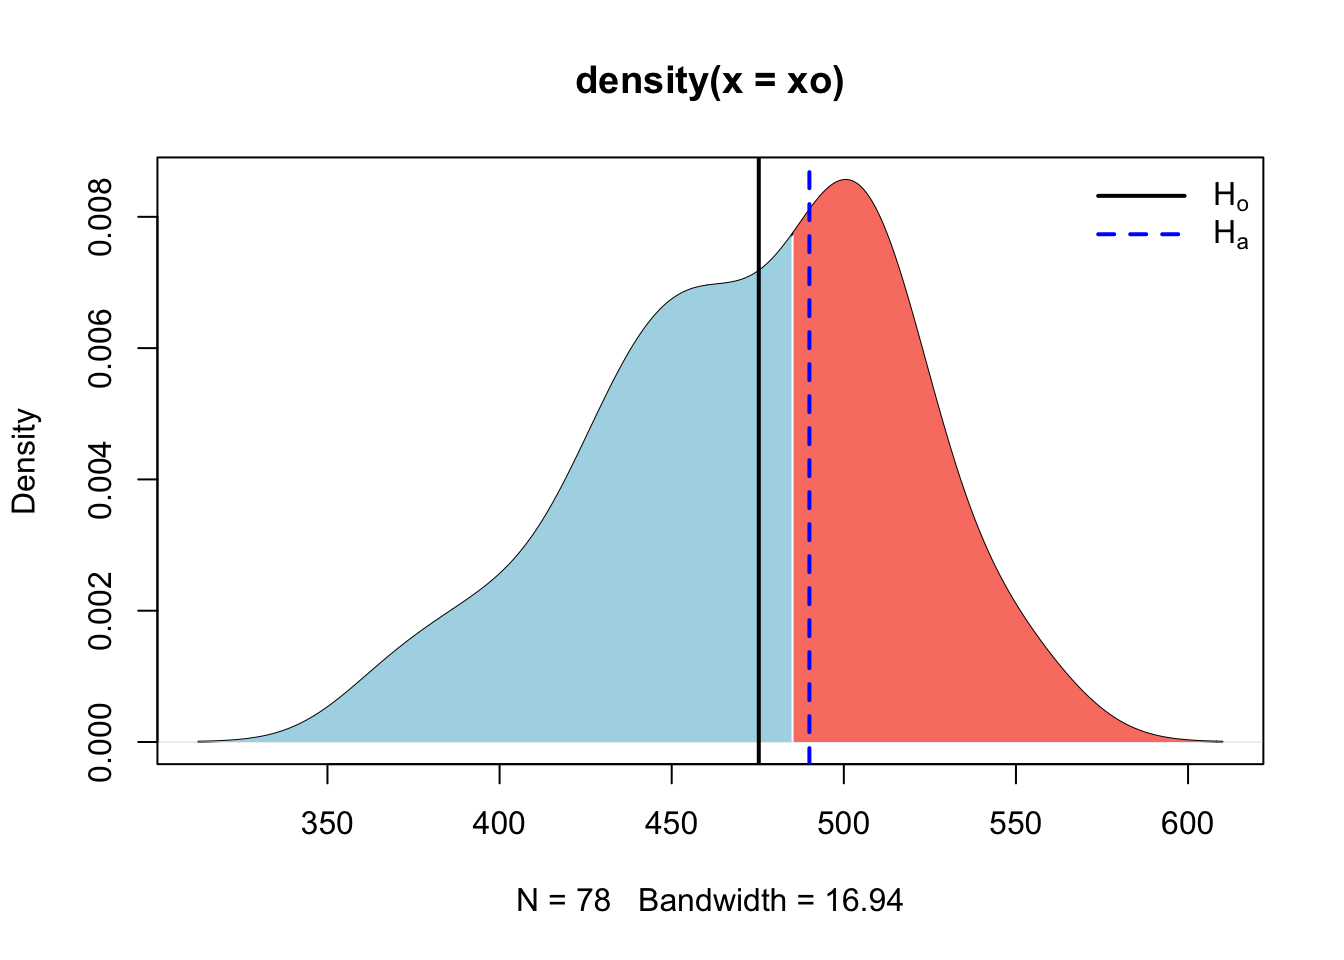 density(x = xo)
Hₒ
Hₐ
Density
0.008
0.006
0.004
0.002
0.000
350 400 450 500 550 600
N = 78 Bandwidth = 16.94